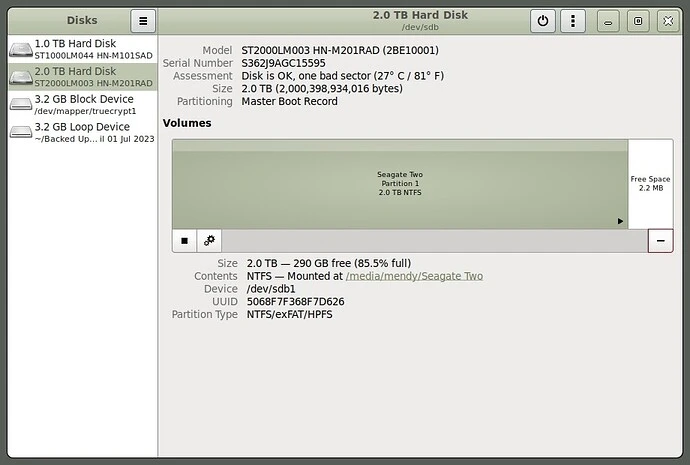 Disks
2.0 TB Hard Disk
/dev/sdb
1.0 TB Hard Disk
ST1000LM044 HN-M101SAD
2.0 TB Hard Disk
ST2000LM003 HN-M201RAD
3.2 GB Block Device
/dev/mapper/truecrypt1
3.2 GB Loop Device
~/Backed Up... il 01 Jul 2023
Model ST2000LM003 HN-M201RAD (2BE10001)
Serial Number S362J9AGC15595
Assessment Disk is OK, one bad sector (27° C / 81° F)
Size 2.0 TB (2,000,398,934,016 bytes)
Partitioning Master Boot Record
Volumes
Seagate Two
Partition 1
2.0 TB NTFS
Free Space
2.2 MB
Size 2.0 TB — 290 GB free (85.5% full)
Contents NTFS — Mounted at /media/mendy/Seagate Two
Device /dev/sdb1
UUID 5068F7F368F7D626
Partition Type NTFS/exFAT/HPFS